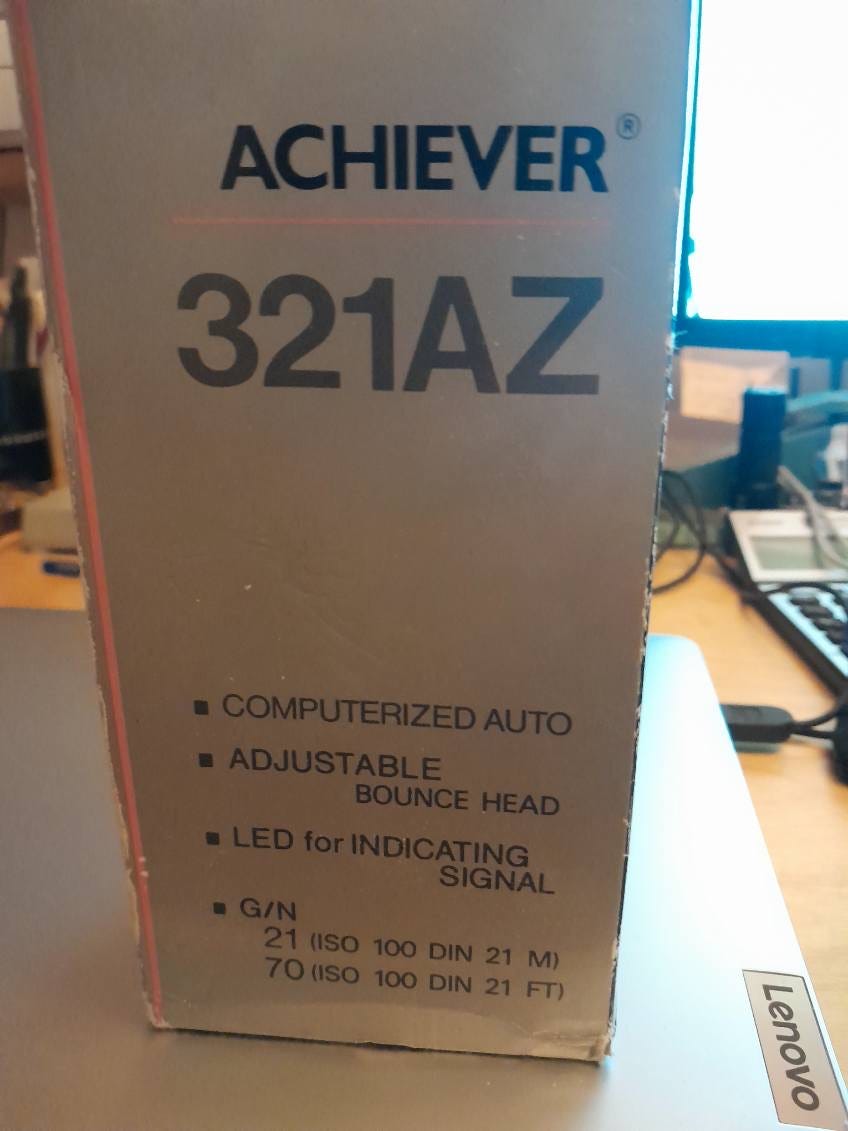 ACHIEVER®
321AZ
▪ COMPUTERIZED AUTO
▪ ADJUSTABLE
BOUNCE HEAD
▪ LED for INDICATING
SIGNAL
▪ G/N
21 (ISO 100 DIN 21 M)
70 (ISO 100 DIN 21 FT)
Lenovo